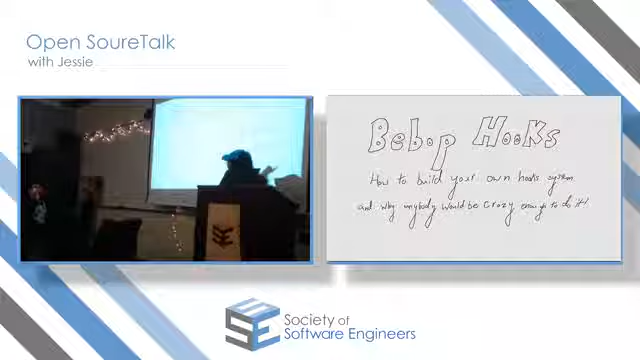 Open SoureTalk
with Jessie
Bebop Hooks
How to build your own hooks system
and why anybody would be crazy enough to do it!
SSE
Society of
Software Engineers